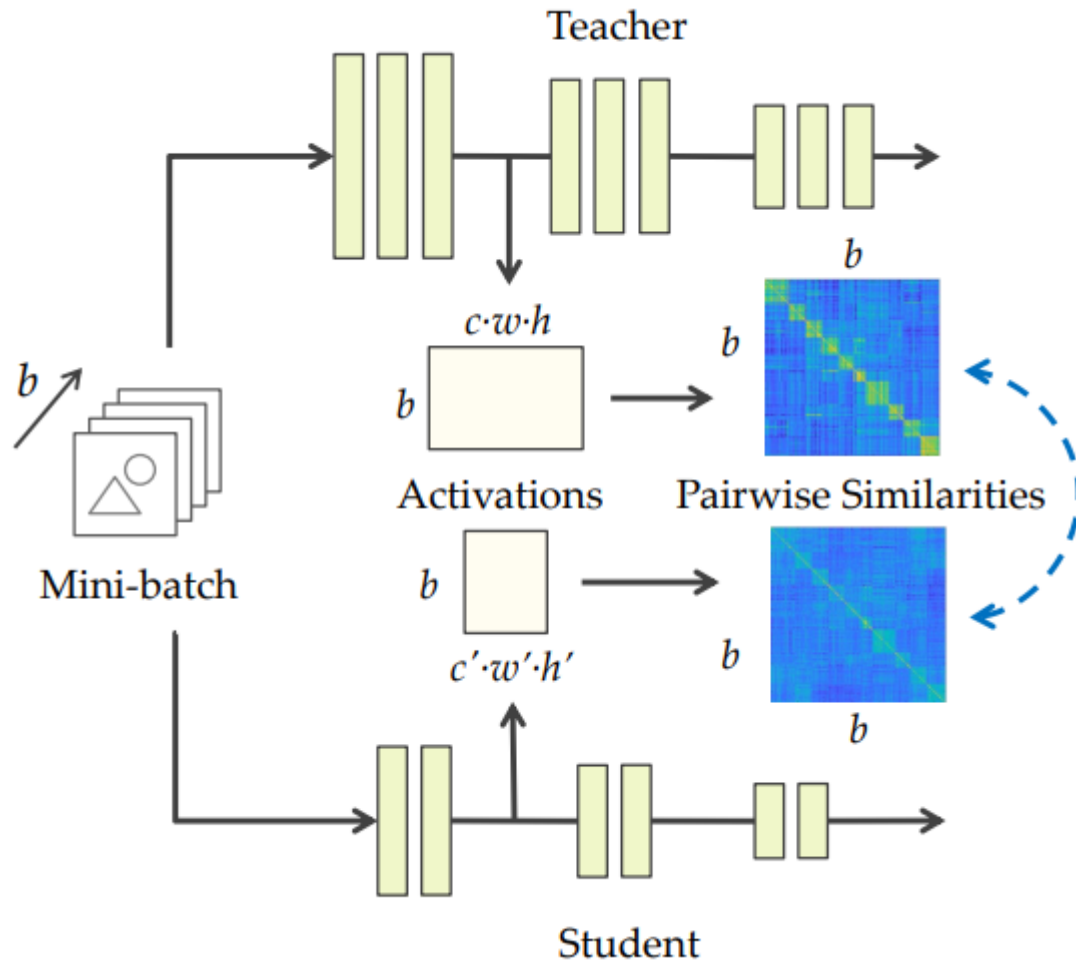 Teacher
b
c·w·h
b
b
b
Activations
Pairwise Similarities
Mini-batch
b
b
c′·w′·h′
b
Student